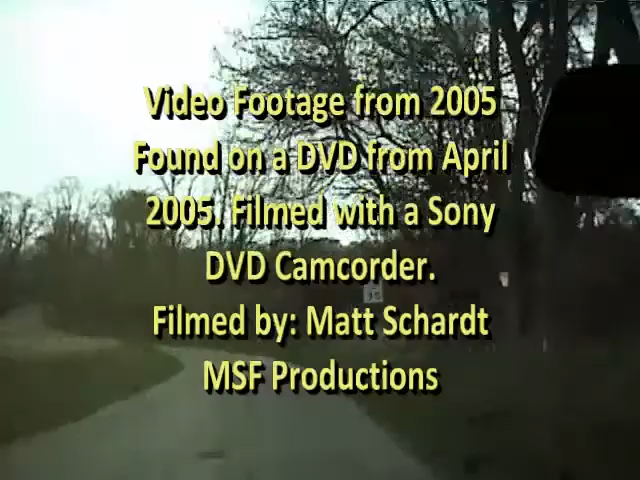 Video Footage from 2005
Found on a DVD from April
2005. Filmed with a Sony
DVD Camcorder.
Filmed by: Matt Schardt
MSF Productions